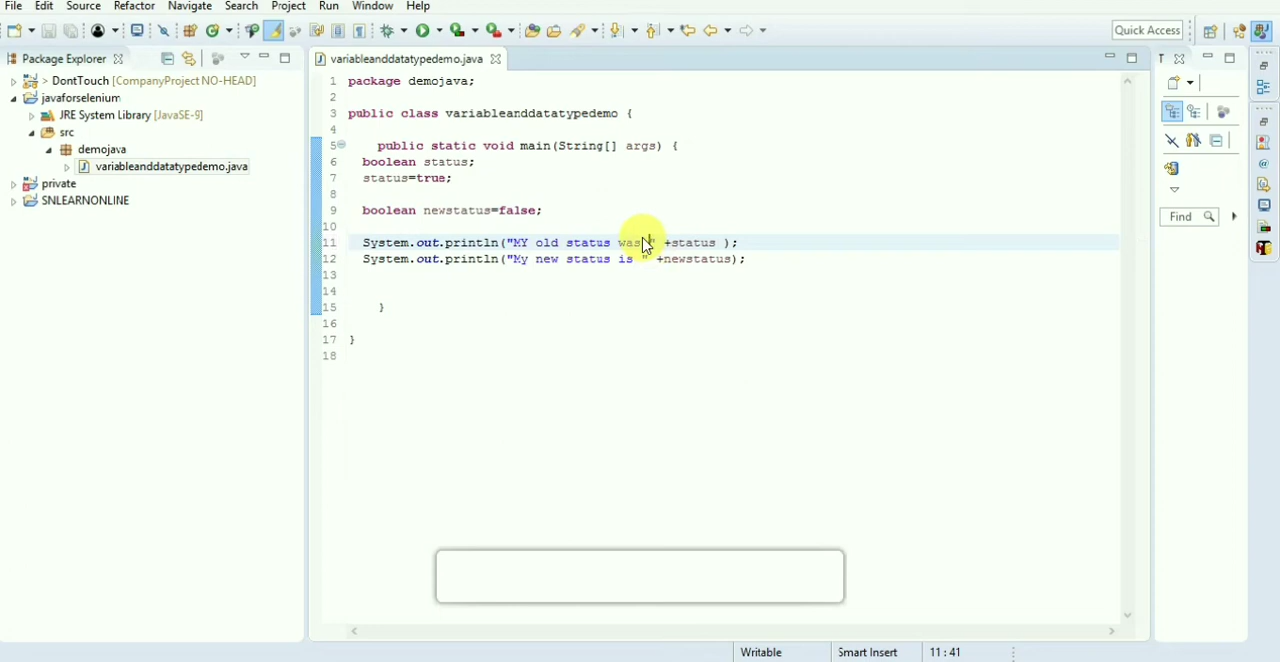 File Edit Source Refactor Navigate Search Project Run Window Help
Quick Access
Package Explorer
variableanddatatypedemo.java
T
> DontTouch [CompanyProject NO-HEAD]
javaforselenium
JRE System Library [JavaSE-9]
src
demojava
variableanddatatypedemo.java
private
SNLEARNONLINE
1 package demojava;
2
3 public class variableanddatatypedemo {
4
5 public static void main(String[] args) {
6 boolean status;
7 status=true;
8
9 boolean newstatus=false;
10
11 System.out.println("MY old status was " +status );
12 System.out.println("My new status is " +newstatus);
13
14
15 }
16
17 }
18
Find
Writable Smart Insert 11 : 41